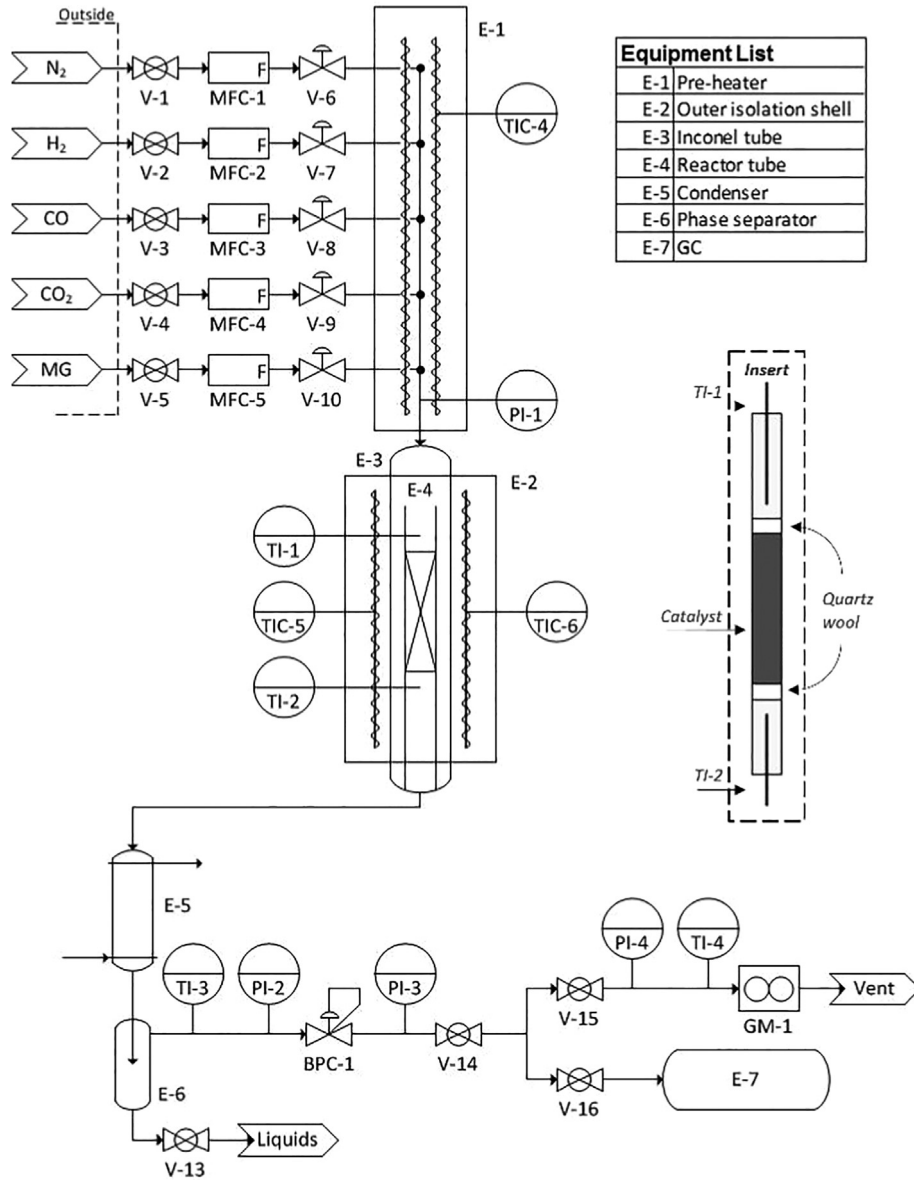 Outside
E-1
N₂
F
V-1
MFC-1
V-6
TIC-4
H₂
F
V-2
MFC-2
V-7
CO
F
V-3
MFC-3
V-8
CO₂
F
V-4
MFC-4
V-9
MG
F
V-5
MFC-5
V-10
PI-1
Equipment List
E-1 Pre-heater
E-2 Outer isolation shell
E-3 Inconel tube
E-4 Reactor tube
E-5 Condenser
E-6 Phase separator
E-7 GC
E-3
E-4
E-2
TI-1
TIC-5
TIC-6
TI-2
Insert
TI-1
Catalyst
Quartz
wool
TI-2
E-5
TI-3
PI-2
PI-3
PI-4
TI-4
BPC-1
V-14
V-15
GM-1
Vent
V-16
E-7
E-6
V-13
Liquids